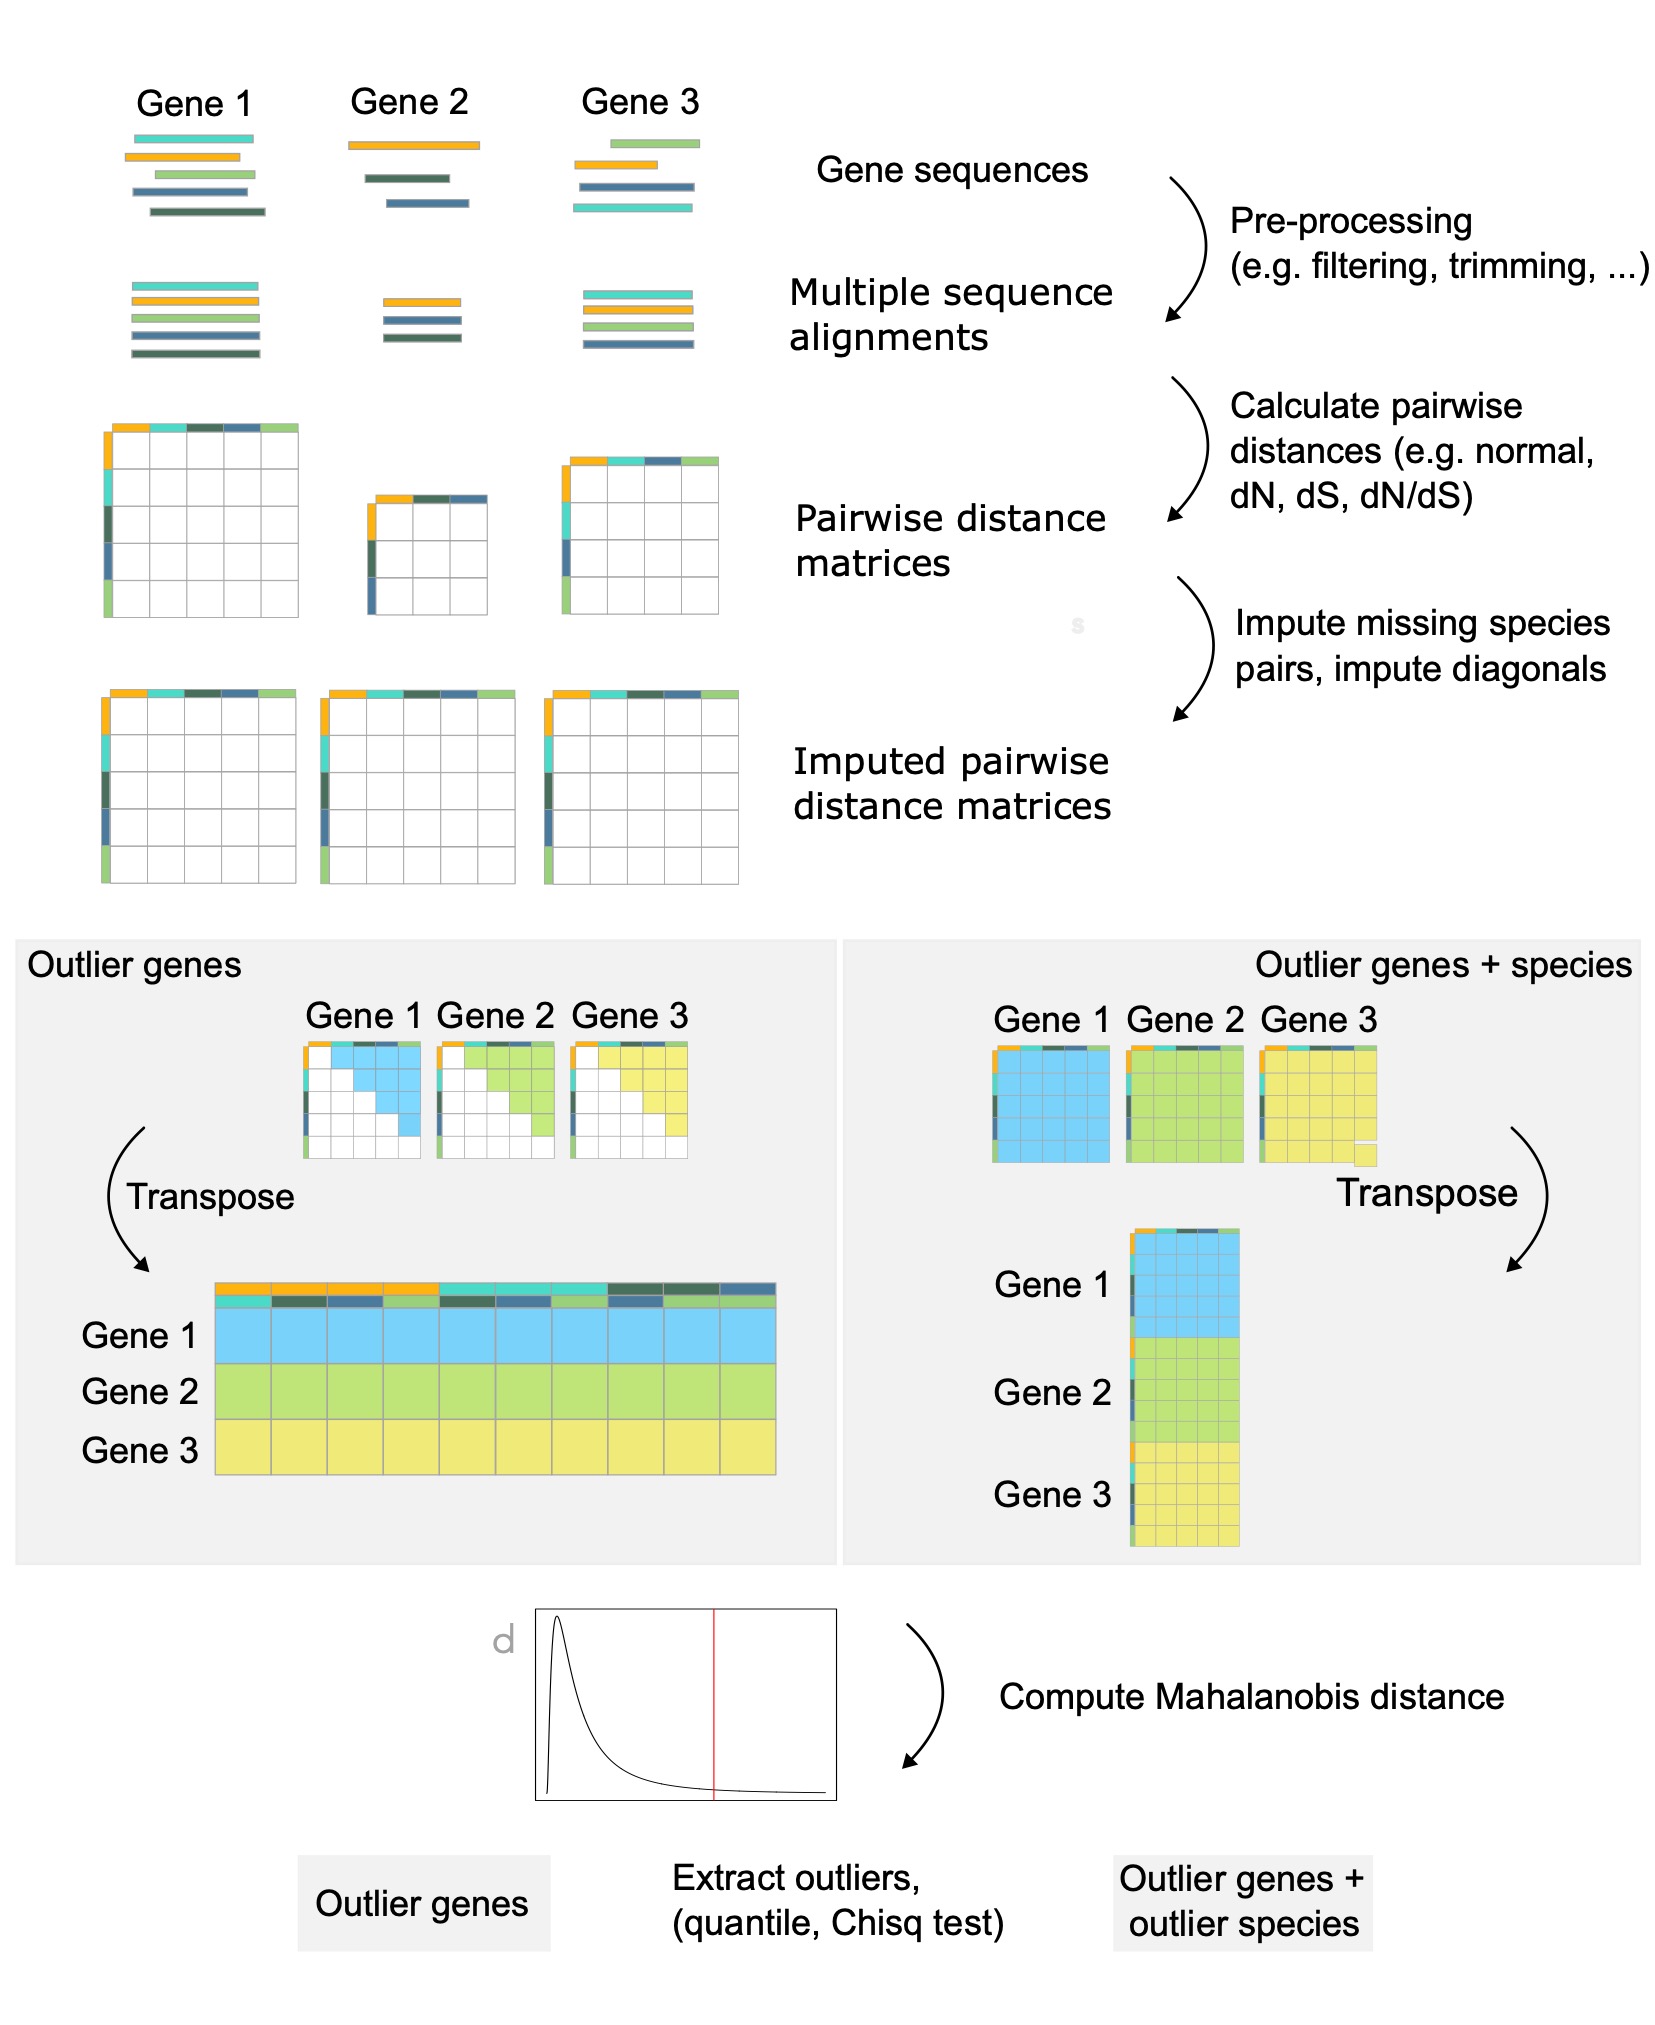 Gene 1
Gene 2
Gene 3
Gene sequences
Pre-processing
(e.g. filtering, trimming, ...)
Multiple sequence
alignments
Calculate pairwise
distances (e.g. normal,
dN, dS, dN/dS)
Pairwise distance
matrices
s
Impute missing species
pairs, impute diagonals
Imputed pairwise
distance matrices
Outlier genes
Gene 1
Gene 2
Gene 3
Transpose
Gene 1
Gene 2
Gene 3
Outlier genes + species
Gene 1
Gene 2
Gene 3
Transpose
Gene 1
Gene 2
Gene 3
d
Compute Mahalanobis distance
Outlier genes
Extract outliers,
(quantile, Chisq test)
Outlier genes +
outlier species